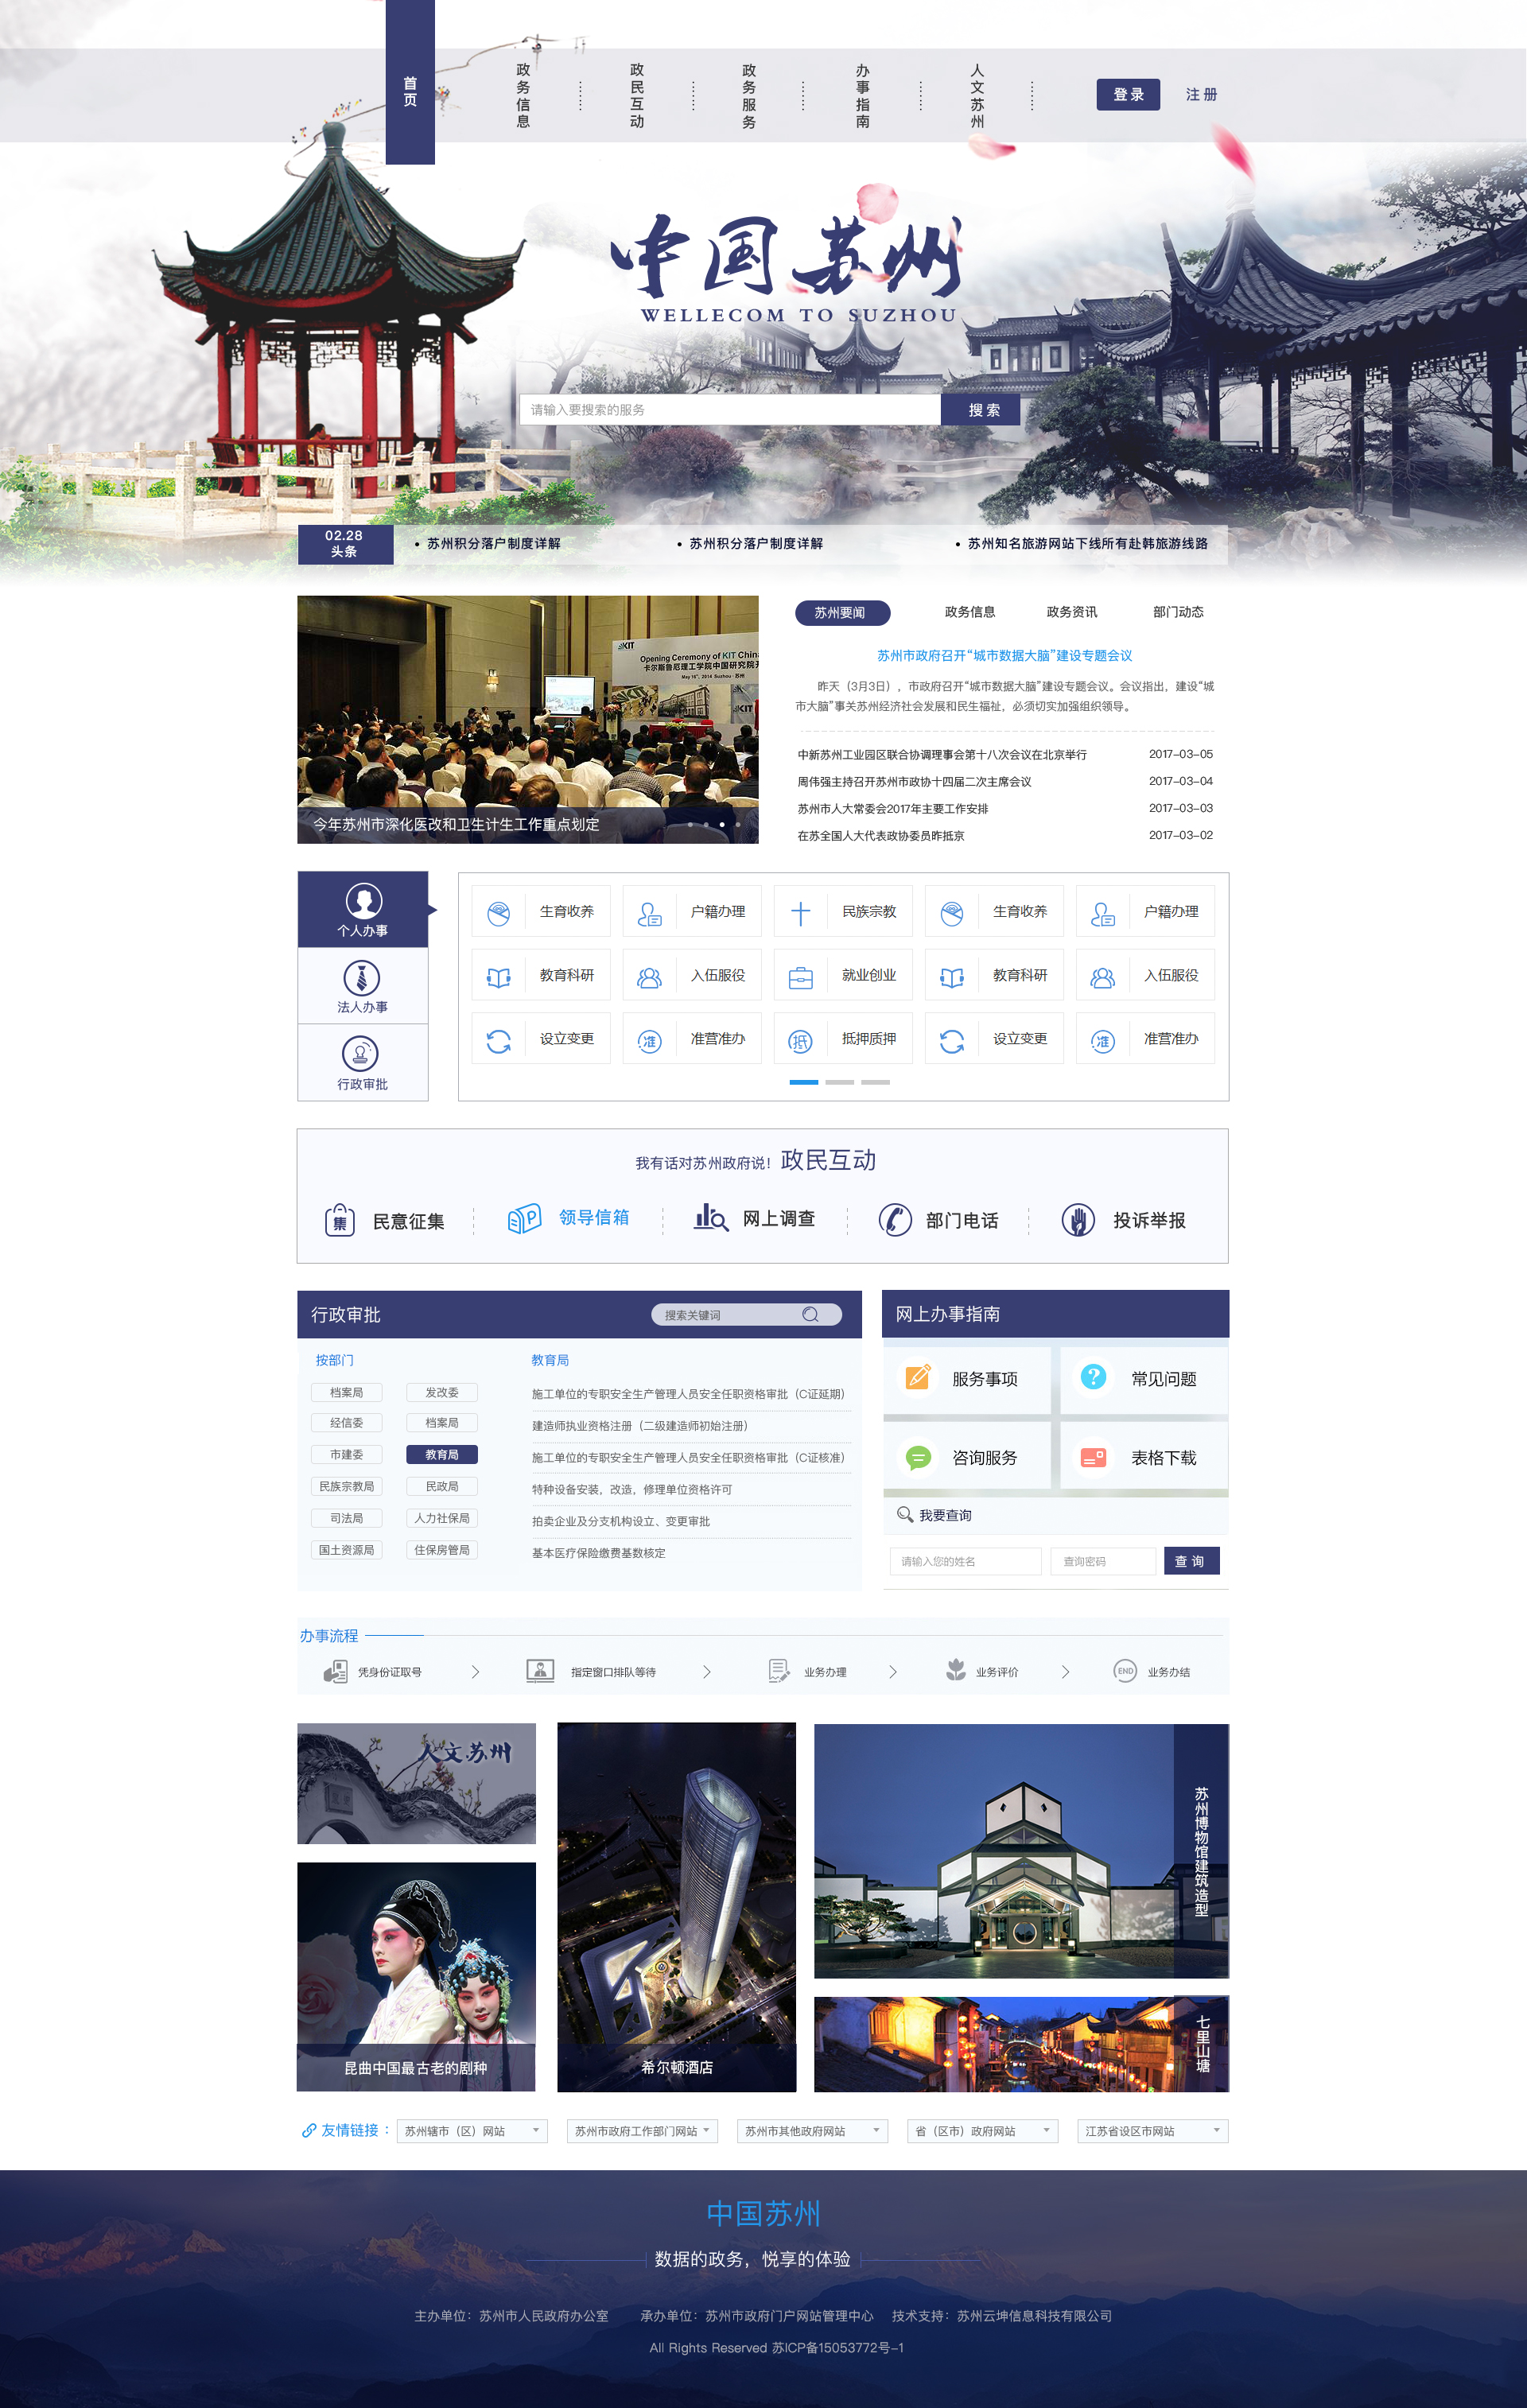 首页
政务信息
政民互动
政务服务
办事指南
人文苏州
登录
注册
中国苏州
WELLECOM TO SUZHOU
请输入要搜索的服务
搜索
02.28
头条
• 苏州积分落户制度详解
• 苏州积分落户制度详解
• 苏州知名旅游网站下线所有赴韩旅游线路
KIT
Opening Ceremony of KIT China
卡尔斯鲁厄理工学院中国研究院开
May 16th, 2014 Suzhou · 苏州
KIT
今年苏州市深化医改和卫生计生工作重点划定
苏州要闻
政务信息
政务资讯
部门动态
苏州市政府召开“城市数据大脑”建设专题会议
昨天（3月3日），市政府召开“城市数据大脑”建设专题会议。会议指出，建设“城
市大脑”事关苏州经济社会发展和民生福祉，必须切实加强组织领导。
中新苏州工业园区联合协调理事会第十八次会议在北京举行 2017-03-05
周伟强主持召开苏州市政协十四届二次主席会议 2017-03-04
苏州市人大常委会2017年主要工作安排 2017-03-03
在苏全国人大代表政协委员昨抵京 2017-03-02
个人办事
法人办事
行政审批
生育收养
户籍办理
民族宗教
生育收养
户籍办理
教育科研
入伍服役
就业创业
教育科研
入伍服役
设立变更
准
准营准办
抵
抵押质押
设立变更
准
准营准办
我有话对苏州政府说！政民互动
集
民意征集
P
领导信箱
网上调查
部门电话
投诉举报
行政审批
搜索关键词
按部门
档案局
发改委
经信委
档案局
市建委
教育局
民族宗教局
民政局
司法局
人力社保局
国土资源局
住保房管局
教育局
施工单位的专职安全生产管理人员安全任职资格审批（C证延期）
建造师执业资格注册（二级建造师初始注册）
施工单位的专职安全生产管理人员安全任职资格审批（C证核准）
特种设备安装，改造，修理单位资格许可
拍卖企业及分支机构设立、变更审批
基本医疗保险缴费基数核定
网上办事指南
服务事项
?
常见问题
咨询服务
表格下载
我要查询
请输入您的姓名
查询密码
查询
办事流程
凭身份证取号
指定窗口排队等待
业务办理
业务评价
END
业务办结
人文苏州
昆曲中国最古老的剧种
希尔顿酒店
苏州博物馆建筑造型
七里山塘
友情链接：
苏州辖市（区）网站
苏州市政府工作部门网站
苏州市其他政府网站
省（区市）政府网站
江苏省设区市网站
中国苏州
数据的政务，悦享的体验
主办单位：苏州市人民政府办公室 承办单位：苏州市政府门户网站管理中心 技术支持：苏州云坤信息科技有限公司
All Rights Reserved 苏ICP备15053772号-1